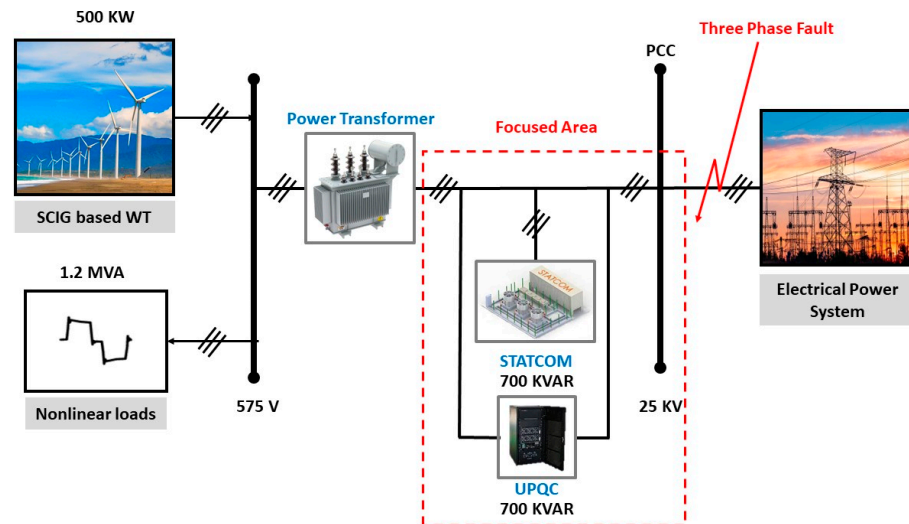 500 KW
Three Phase Fault
PCC
Power Transformer
Focused Area
SCIG based WT
1.2 MVA
STATCOM
Electrical Power
System
STATCOM
700 KVAR
Nonlinear loads
575 V
25 KV
UPQC
700 KVAR